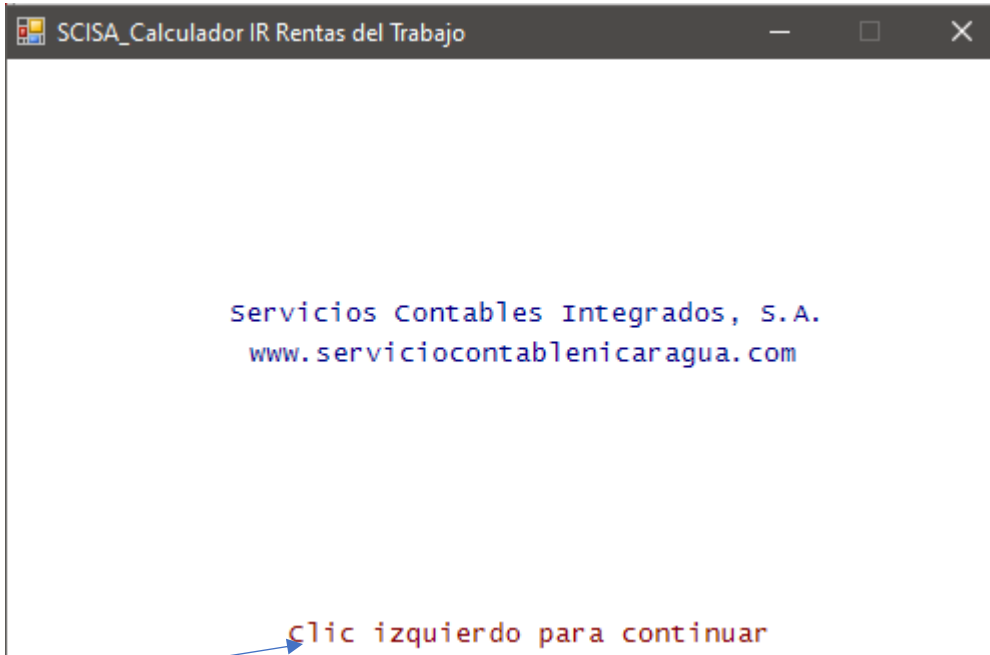 SCISA_Calculador IR Rentas del Trabajo
Servicios Contables Integrados, S.A.
www.serviciocontablenicaragua.com
Clic izquierdo para continuar